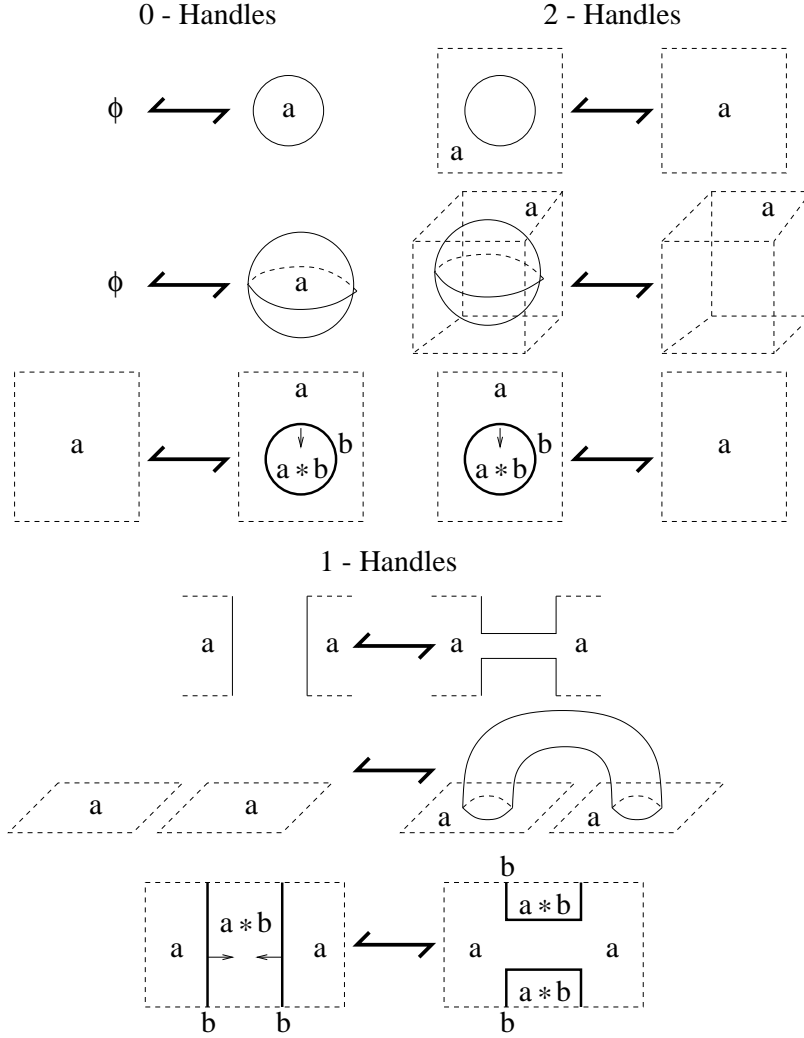 0 - Handles 2 - Handles
ϕ a a a
ϕ a a a
a a b a * b a b a * b a
1 - Handles
a a a a
a a a a
b
a a * b a a a * b a
a * b
b b b